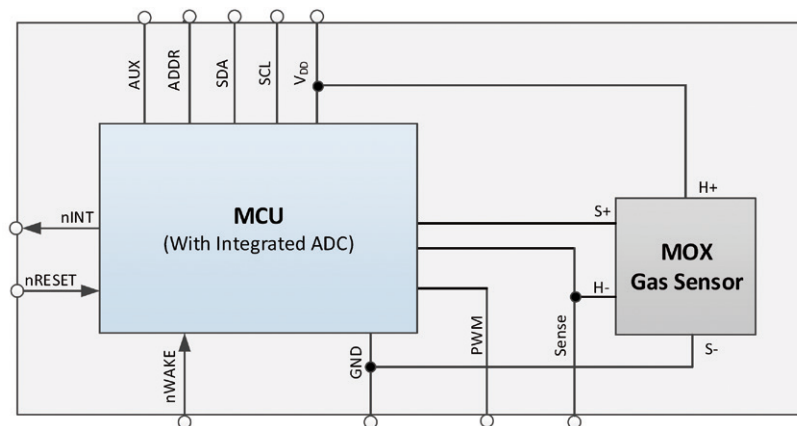 AUX
ADDR
SDA
SCL
VDD
H+
nINT
MCU
(With Integrated ADC)
S+
MOX
Gas Sensor
nRESET
H-
nWAKE
GND
PWM
Sense
S-